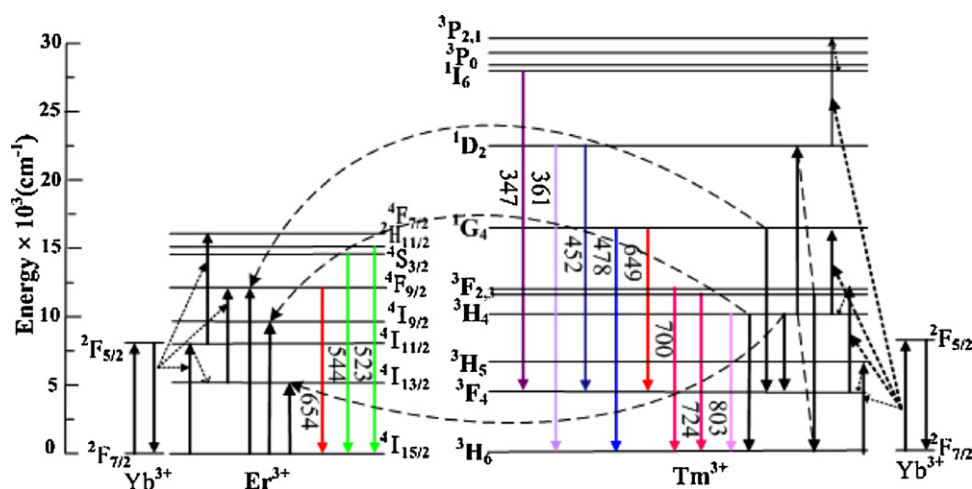 Energy × 10³(cm⁻¹)
30
25
20
15
10
5
0
²F₅/₂
²F₇/₂
Yb³⁺
⁴F₇/₂
²H₁₁/₂
⁴S₃/₂
⁴F₉/₂
⁴I₉/₂
⁴I₁₁/₂
⁴I₁₃/₂
⁴I₁₅/₂
654
544
523
Er³⁺
³P₂,₁
³P₀
¹I₆
¹D₂
¹G₄
³F₂,₃
³H₄
³H₅
³F₄
³H₆
347
361
452
478
649
700
724
803
Tm³⁺
²F₅/₂
²F₇/₂
Yb³⁺